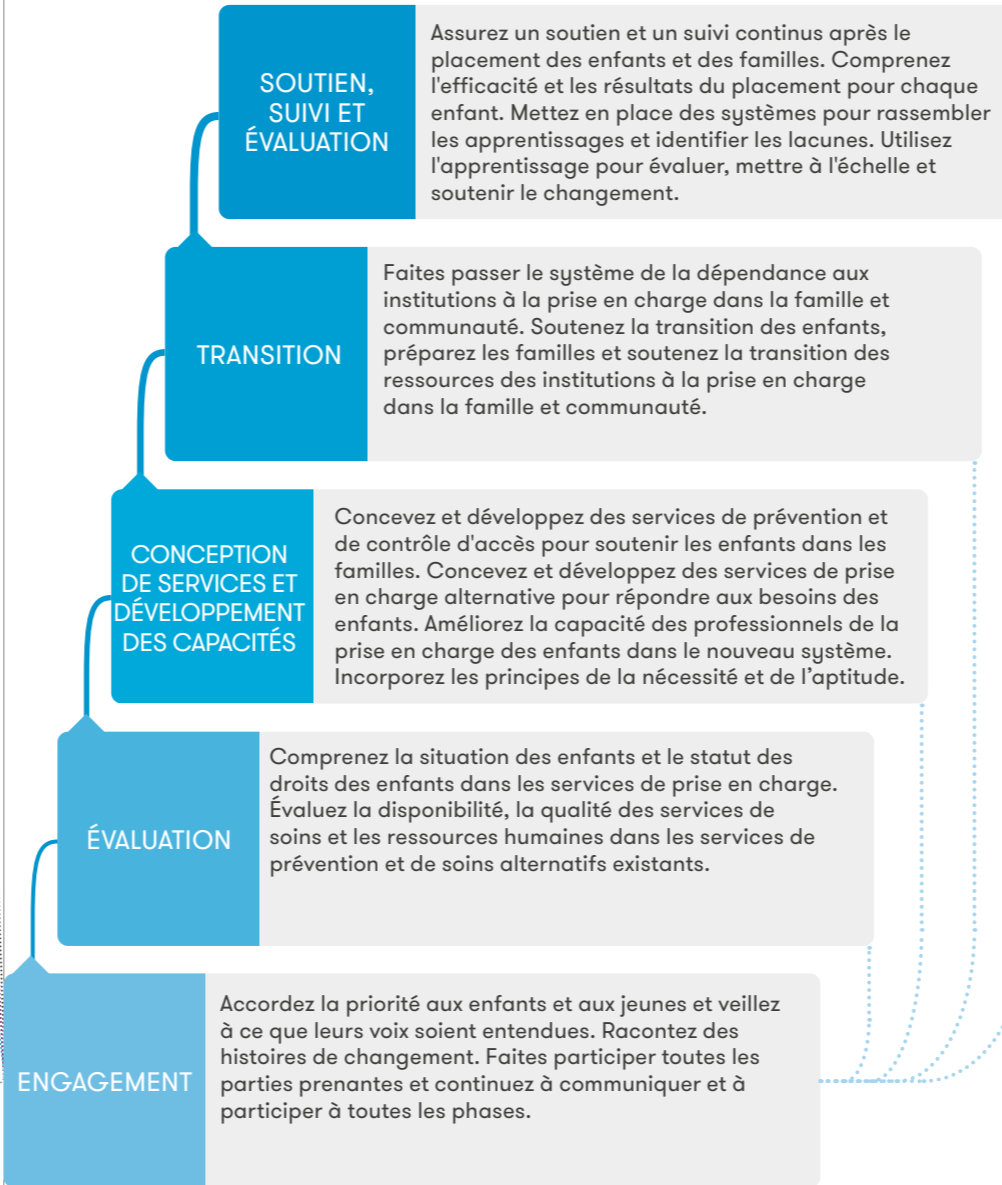 SOUTIEN,
SUIVI ET
ÉVALUATION
Assurez un soutien et un suivi continus après le
placement des enfants et des familles. Comprenez
l'efficacité et les résultats du placement pour chaque
enfant. Mettez en place des systèmes pour rassembler
les apprentissages et identifier les lacunes. Utilisez
l'apprentissage pour évaluer, mettre à l'échelle et
soutenir le changement.
TRANSITION
Faites passer le système de la dépendance aux
institutions à la prise en charge dans la famille et
communauté. Soutenez la transition des enfants,
préparez les familles et soutenez la transition des
ressources des institutions à la prise en charge
dans la famille et communauté.
CONCEPTION
DE SERVICES ET
DÉVELOPPEMENT
DES CAPACITÉS
Concevez et développez des services de prévention et
de contrôle d'accès pour soutenir les enfants dans les
familles. Concevez et développez des services de prise
en charge alternative pour répondre aux besoins des
enfants. Améliorez la capacité des professionnels de la
prise en charge des enfants dans le nouveau système.
Incorporez les principes de la nécessité et de l’aptitude.
ÉVALUATION
Comprenez la situation des enfants et le statut des
droits des enfants dans les services de prise en charge.
Évaluez la disponibilité, la qualité des services de
soins et les ressources humaines dans les services de
prévention et de soins alternatifs existants.
ENGAGEMENT
Accordez la priorité aux enfants et aux jeunes et veillez
à ce que leurs voix soient entendues. Racontez des
histoires de changement. Faites participer toutes les
parties prenantes et continuez à communiquer et à
participer à toutes les phases.